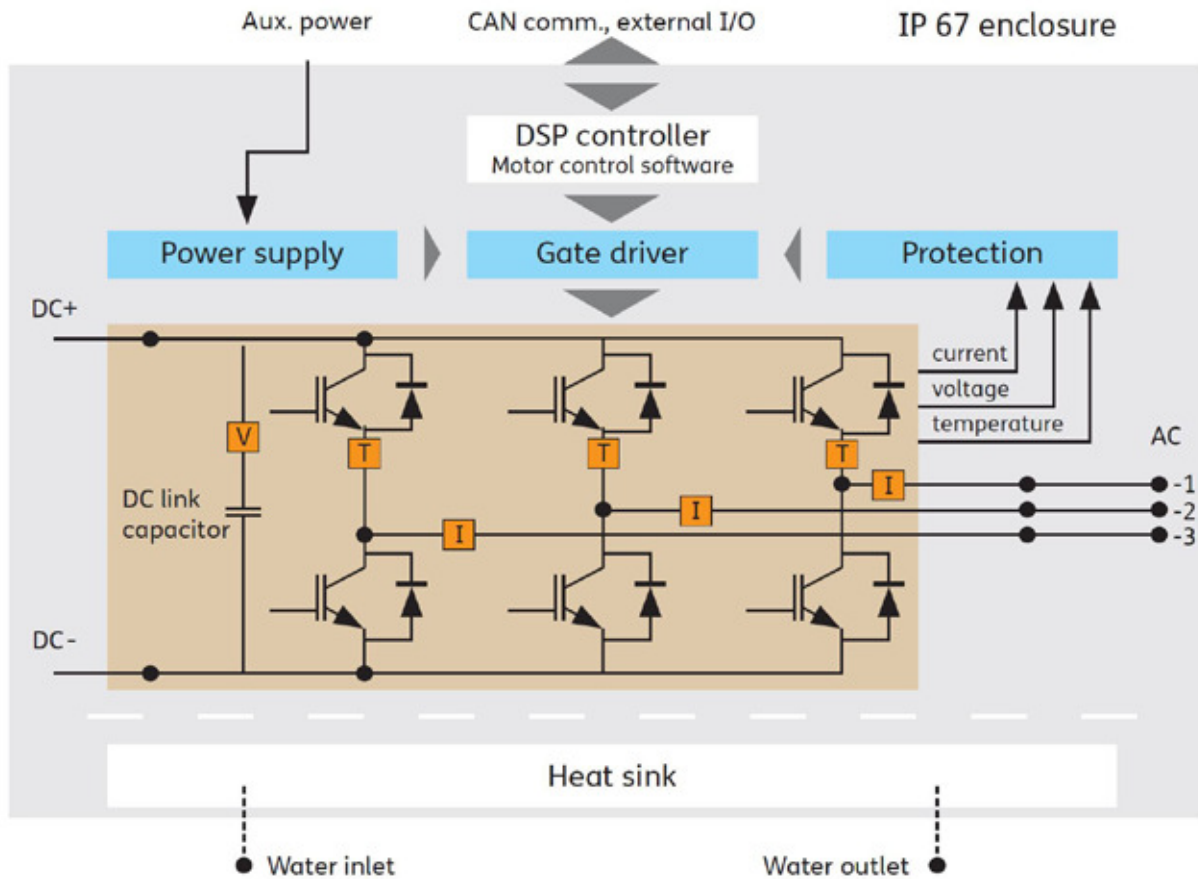 Aux. power
CAN comm., external I/O
IP 67 enclosure
DSP controller
Motor control software
Power supply
Gate driver
Protection
DC+
current
voltage
temperature
V
T
T
T
AC
I
-1
I
-2
I
-3
DC link
capacitor
DC-
Heat sink
Water inlet
Water outlet